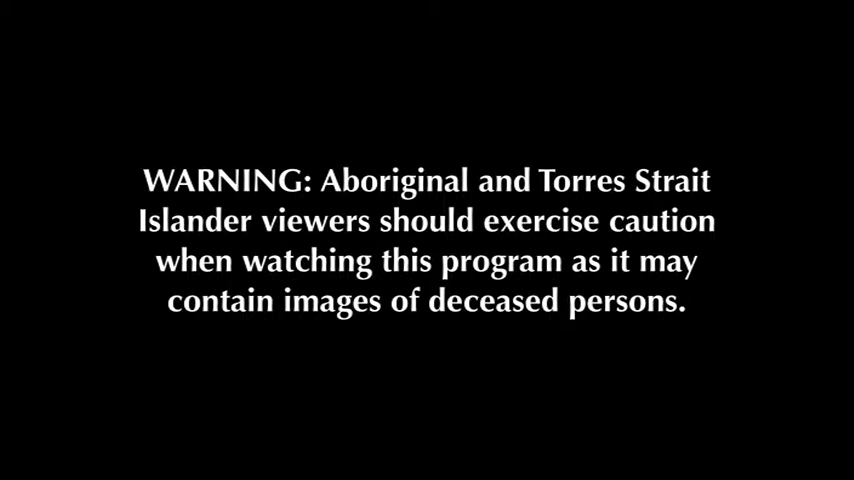 WARNING: Aboriginal and Torres Strait
Islander viewers should exercise caution
when watching this program as it may
contain images of deceased persons.